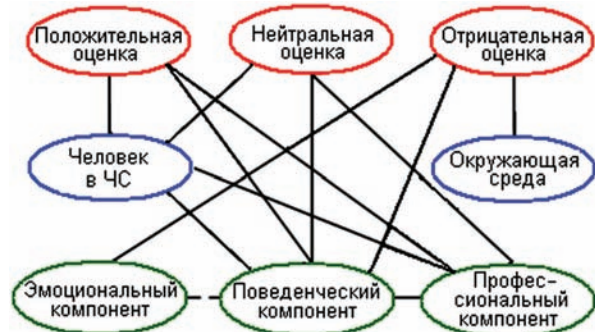 Положительная
оценка
Нейтральная
оценка
Отрицательная
оценка
Человек
в ЧС
Окружающая
среда
Эмоциональный
компонент
Поведенческий
компонент
Профес-
сиональный
компонент